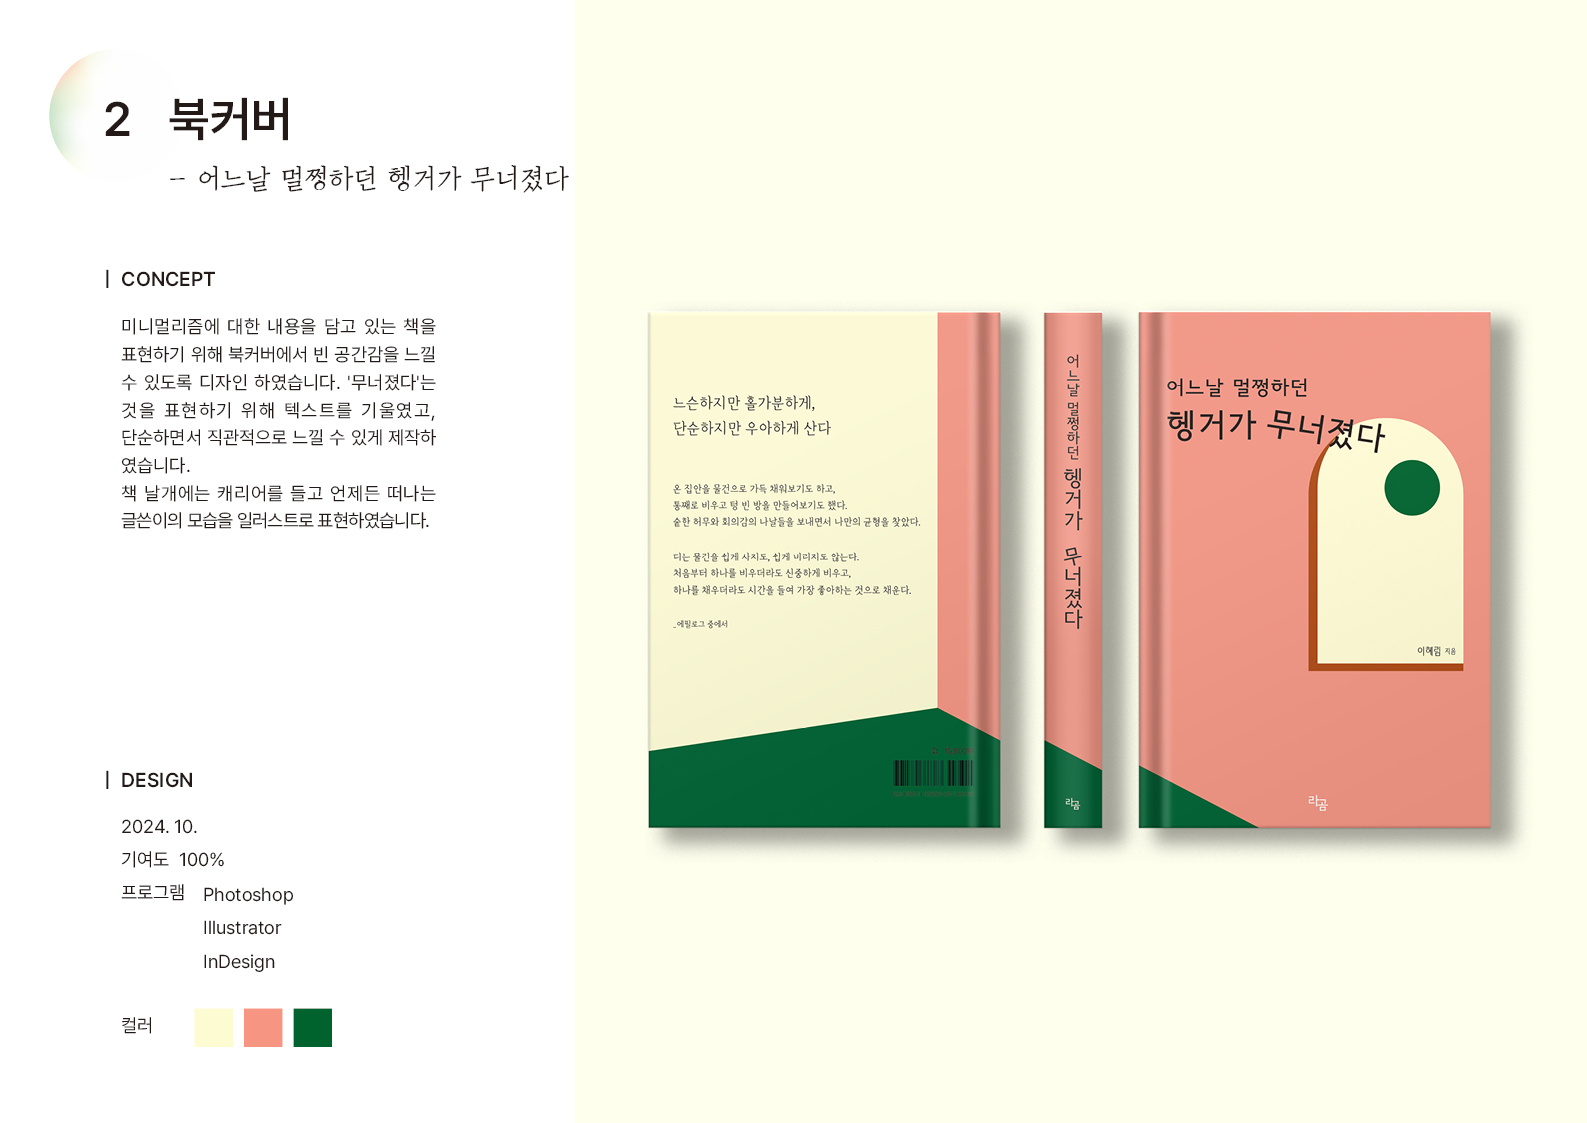 2 북커버
- 어느날 멀쩡하던 헹거가 무너졌다
CONCEPT
미니멀리즘에 대한 내용을 담고 있는 책을
표현하기 위해 북커버에서 빈 공간감을 느낄
수 있도록 디자인 하였습니다. '무너졌다'는
것을 표현하기 위해 텍스트를 기울였고,
단순하면서 직관적으로 느낄 수 있게 제작하
였습니다.
책 날개에는 캐리어를 들고 언제든 떠나는
글쓴이의 모습을 일러스트로 표현하였습니다.
DESIGN
2024. 10.
기여도 100%
프로그램 Photoshop
Illustrator
InDesign
컬러
느슨하지만 홀가분하게,
단순하지만 우아하게 산다
온 집안을 물건으로 가득 채워보기도 하고,
통째로 비우고 텅 빈 방을 만들어보기도 했다.
숱한 허무와 회의감의 나날들을 보내면서 나만의 균형을 찾았다.
더는 물건을 쉽게 사지도, 쉽게 버리지도 않는다.
처음부터 하나를 비우더라도 신중하게 비우고,
하나를 채우더라도 시간을 들여 가장 좋아하는 것으로 채운다.
_에필로그 중에서
어느날 멀쩡하던 헹거가 무너졌다
라곰
어느날 멀쩡하던
헹거가 무너졌다
이혜림 지음
라곰